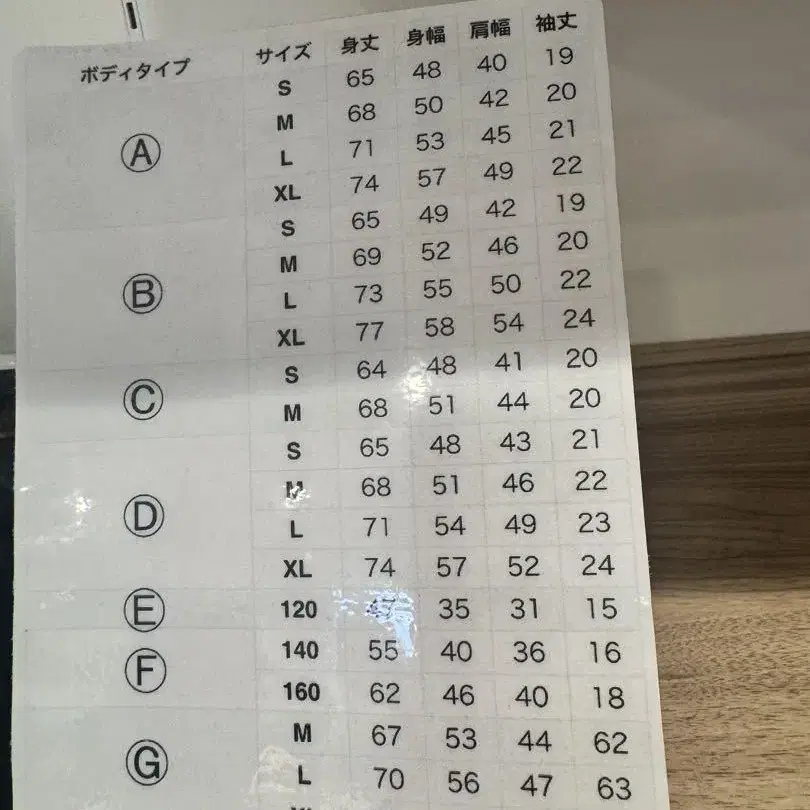 ボディタイプ サイズ 身丈 身幅 肩幅 袖丈
Ⓐ
S 65 48 40 19
M 68 50 42 20
L 71 53 45 21
XL 74 57 49 22
Ⓑ
S 65 49 42 19
M 69 52 46 20
L 73 55 50 22
XL 77 58 54 24
Ⓒ
S 64 48 41 20
M 68 51 44 20
Ⓓ
S 65 48 43 21
M 68 51 46 22
L 71 54 49 23
XL 74 57 52 24
Ⓔ
120 47 35 31 15
Ⓕ
140 55 40 36 16
160 62 46 40 18
Ⓖ
M 67 53 44 62
L 70 56 47 63